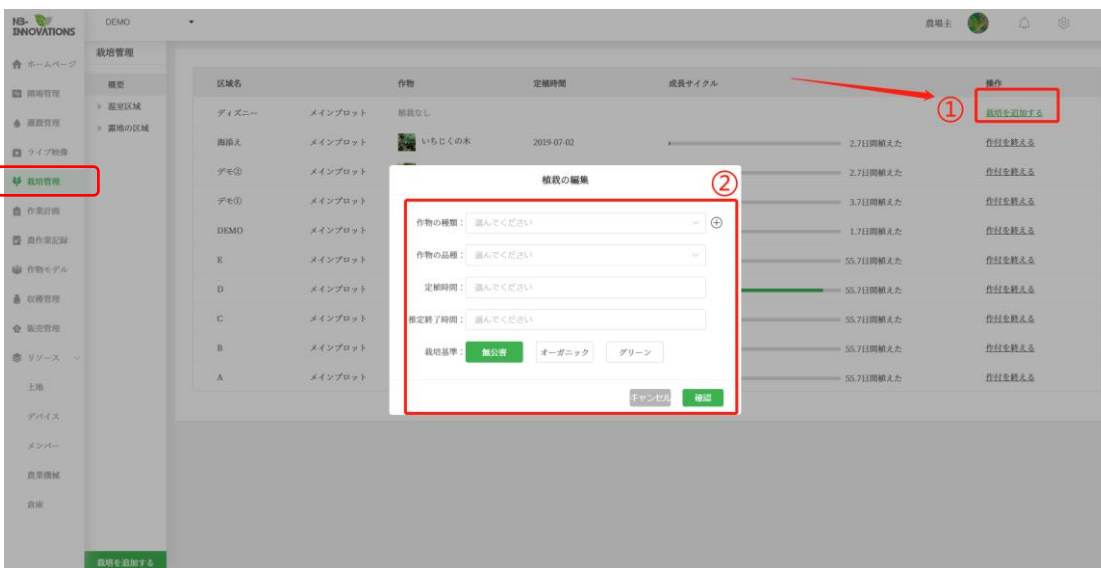 NB-
INNOVATIONS
DEMO
農場主
ホームページ
圃場管理
灌漑管理
ライブ映像
栽培管理
作業計画
農作業記録
作物モデル
収穫管理
販売管理
リソース
土地
デバイス
メンバー
農業機械
倉庫
栽培管理
概要
温室区域
露地の区域
栽培を追加する
区域名 作物 定植時間 成長サイクル 操作
ディズニー メインプロット 植栽なし ① 栽培を追加する
海添え メインプロット いちじくの木 2019-07-02 2.7日間植えた 作付を終える
デモ② メインプロット 2.7日間植えた 作付を終える
デモ① メインプロット 3.7日間植えた 作付を終える
DEMO メインプロット 1.7日間植えた 作付を終える
E メインプロット 55.7日間植えた 作付を終える
D メインプロット 55.7日間植えた 作付を終える
C メインプロット 55.7日間植えた 作付を終える
B メインプロット 55.7日間植えた 作付を終える
A メインプロット 55.7日間植えた 作付を終える
植栽の編集 ②
作物の種類： 選んでください
作物の品種： 選んでください
定植時間： 選んでください
推定終了時間： 選んでください
栽培基準： 無公害 オーガニック グリーン
キャンセル 確認